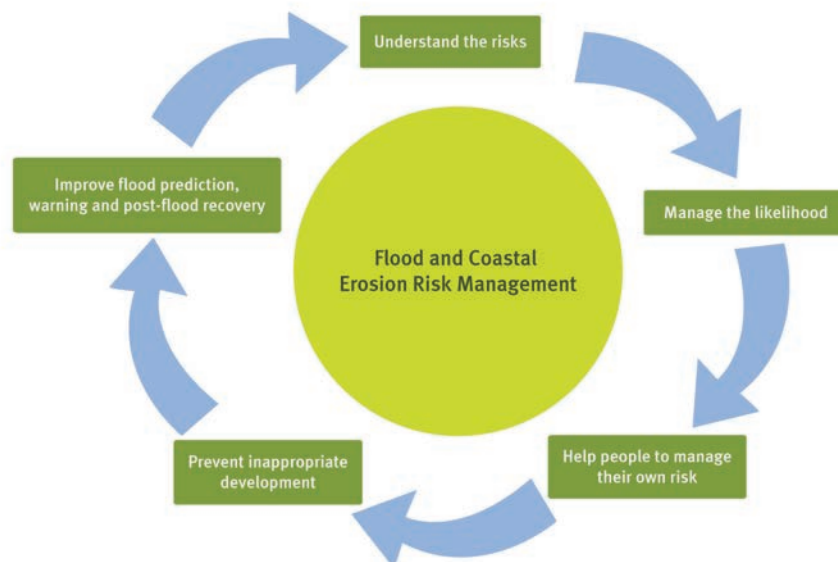 Understand the risks
Manage the likelihood
Help people to manage
their own risk
Prevent inappropriate
development
Improve flood prediction,
warning and post-flood recovery
Flood and Coastal
Erosion Risk Management